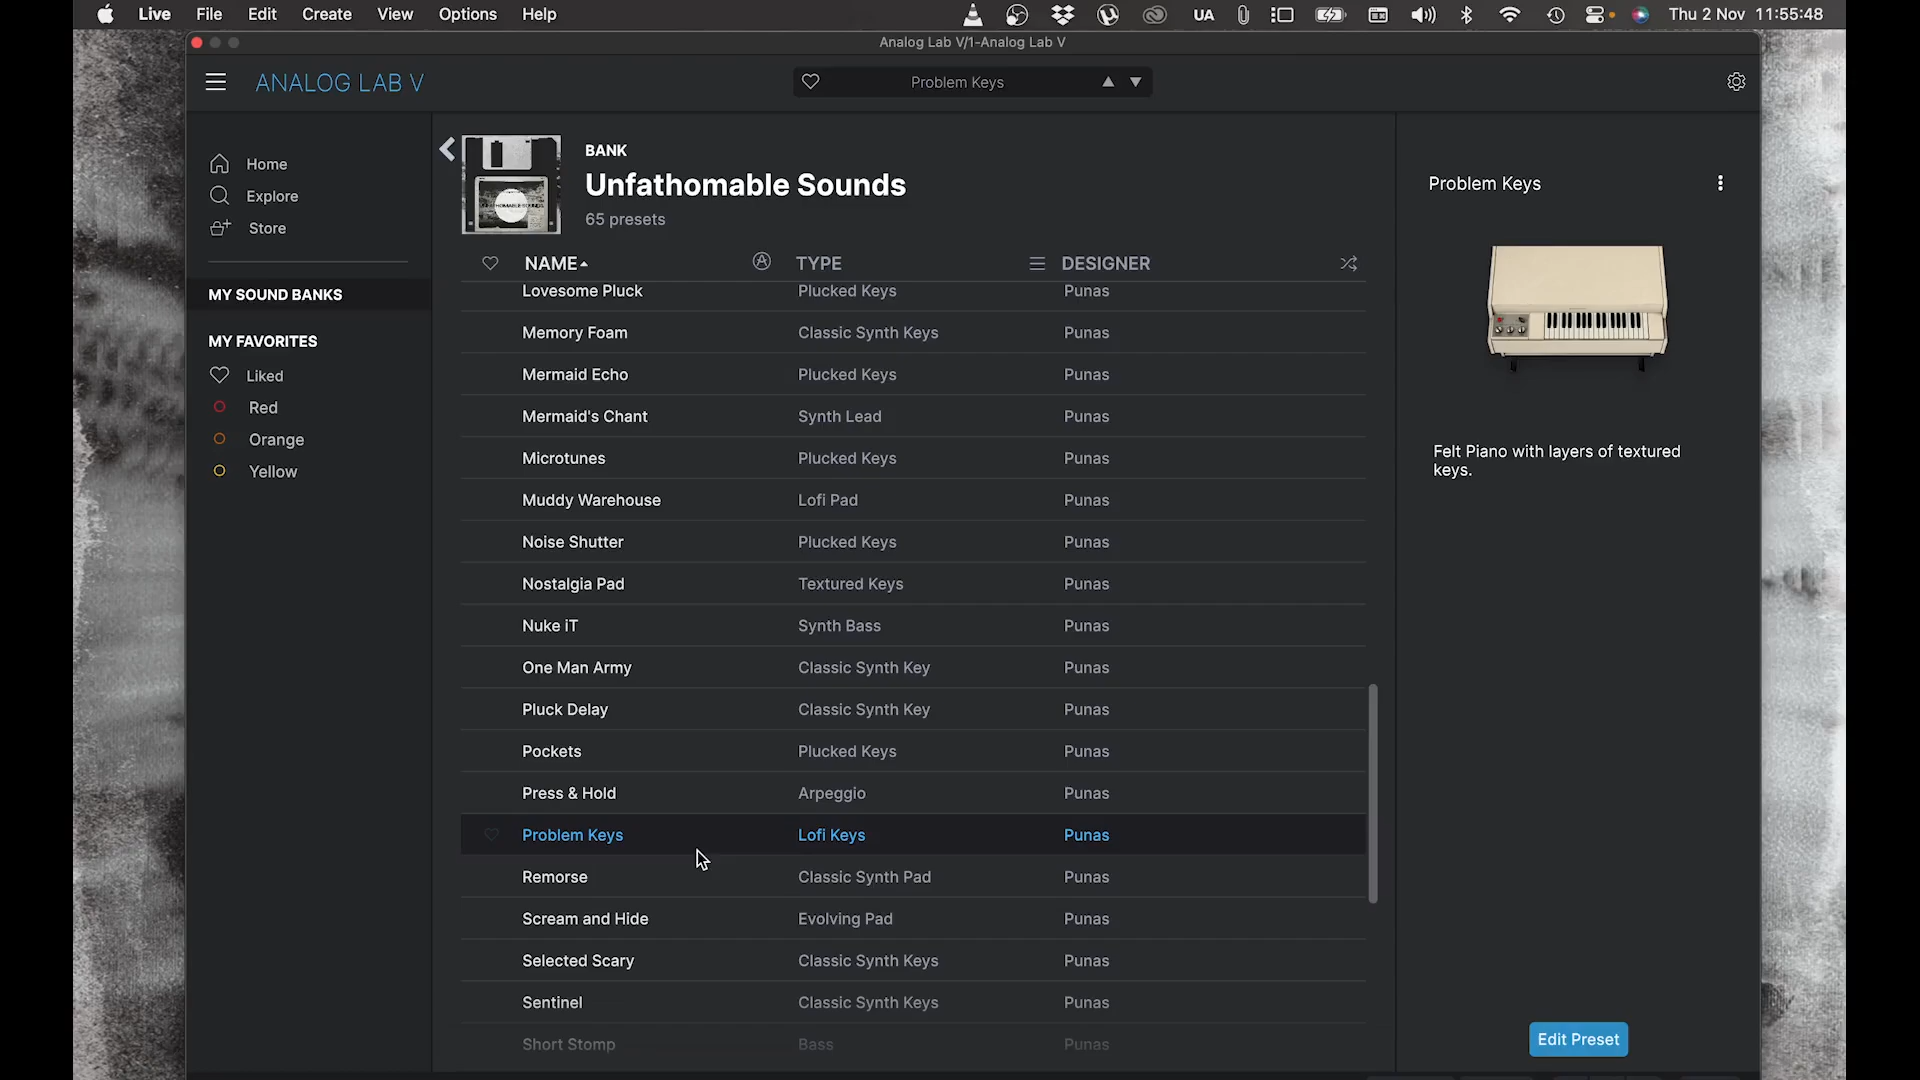 Live File Edit Create View Options Help UA Thu 2 Nov 11:55:48
Analog Lab V/1-Analog Lab V
ANALOG LAB V
Problem Keys
Home
Explore
Store
MY SOUND BANKS
MY FAVORITES
Liked
Red
Orange
Yellow
BANK
Unfathomable Sounds
65 presets
NAME TYPE DESIGNER
Lovesome Pluck Plucked Keys Punas
Memory Foam Classic Synth Keys Punas
Mermaid Echo Plucked Keys Punas
Mermaid's Chant Synth Lead Punas
Microtunes Plucked Keys Punas
Muddy Warehouse Lofi Pad Punas
Noise Shutter Plucked Keys Punas
Nostalgia Pad Textured Keys Punas
Nuke iT Synth Bass Punas
One Man Army Classic Synth Key Punas
Pluck Delay Classic Synth Key Punas
Pockets Plucked Keys Punas
Press & Hold Arpeggio Punas
Problem Keys Lofi Keys Punas
Remorse Classic Synth Pad Punas
Scream and Hide Evolving Pad Punas
Selected Scary Classic Synth Keys Punas
Sentinel Classic Synth Keys Punas
Short Stomp Bass Punas
Problem Keys
Felt Piano with layers of textured
keys.
Edit Preset